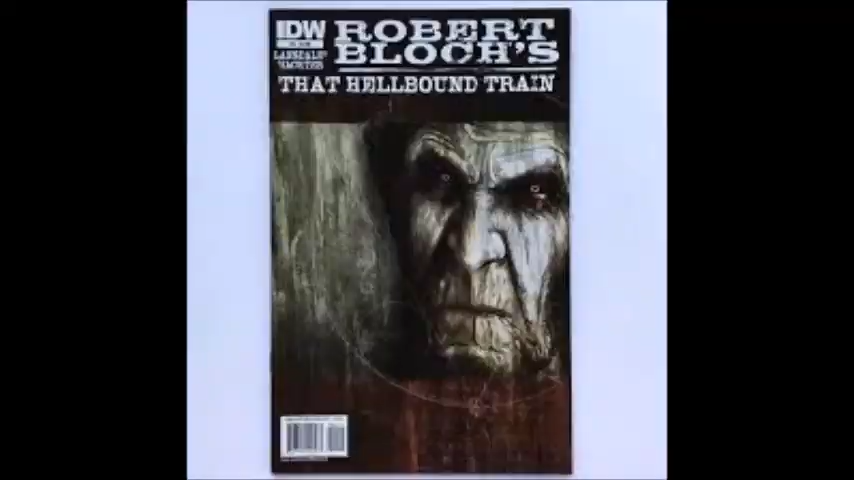 IDW
ROBERT
BLOCH'S
THAT HELLBOUND TRAIN